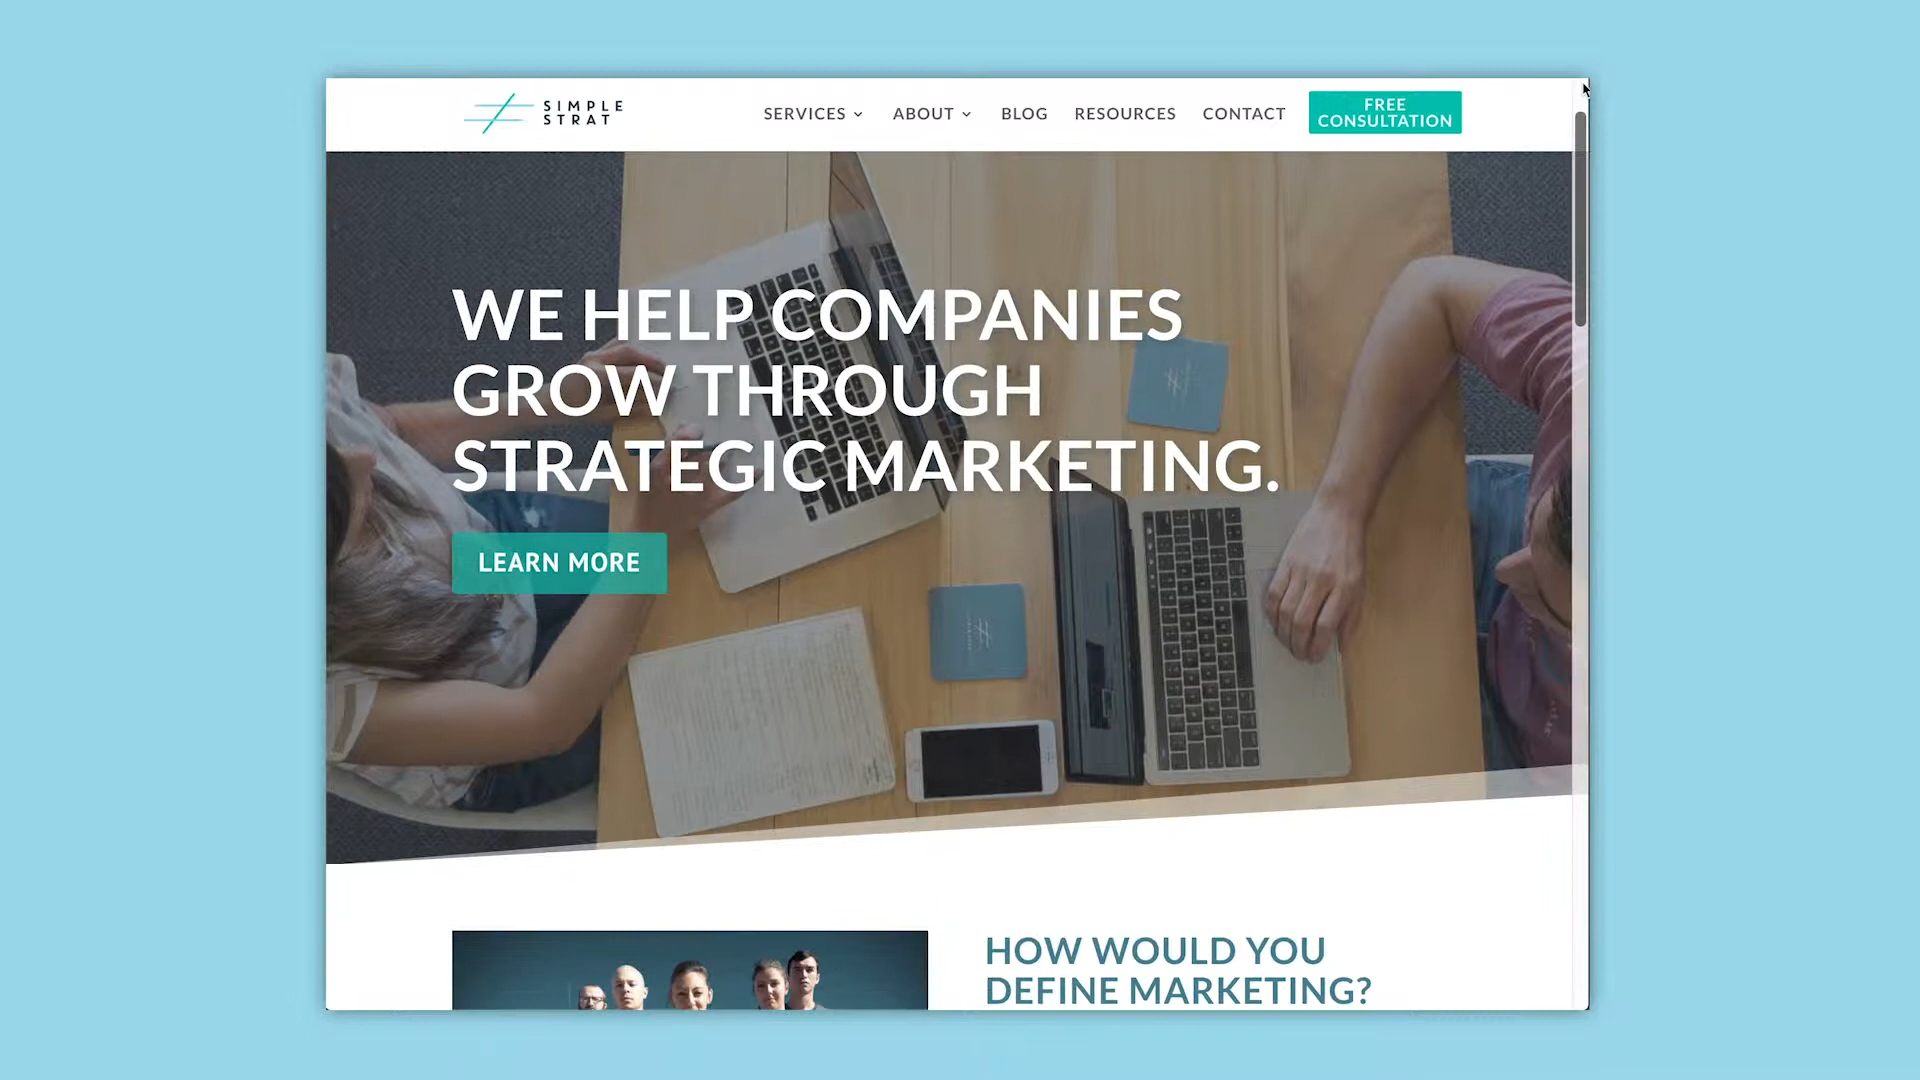 SIMPLE
STRAT
SERVICES
ABOUT
BLOG
RESOURCES
CONTACT
FREE
CONSULTATION
WE HELP COMPANIES
GROW THROUGH
STRATEGIC MARKETING.
LEARN MORE
HOW WOULD YOU
DEFINE MARKETING?